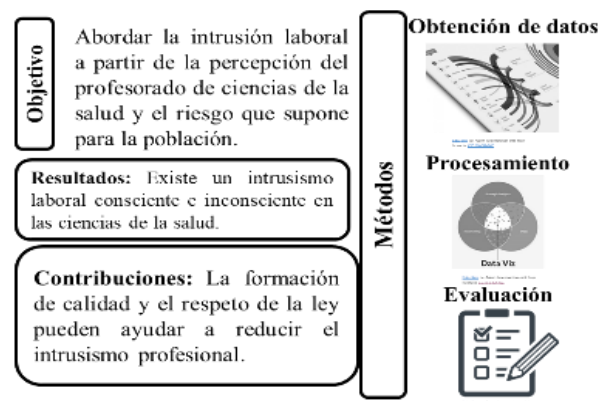 Objetivo
Abordar la intrusión laboral
a partir de la percepción del
profesorado de ciencias de la
salud y el riesgo que supone
para la población.
Resultados: Existe un intrusismo
laboral consciente e inconsciente en
las ciencias de la salud.
Contribuciones: La formación
de calidad y el respeto de la ley
pueden ayudar a reducir el
intrusismo profesional.
Métodos
Obtención de datos
Procesamiento
Data Viz
Evaluación